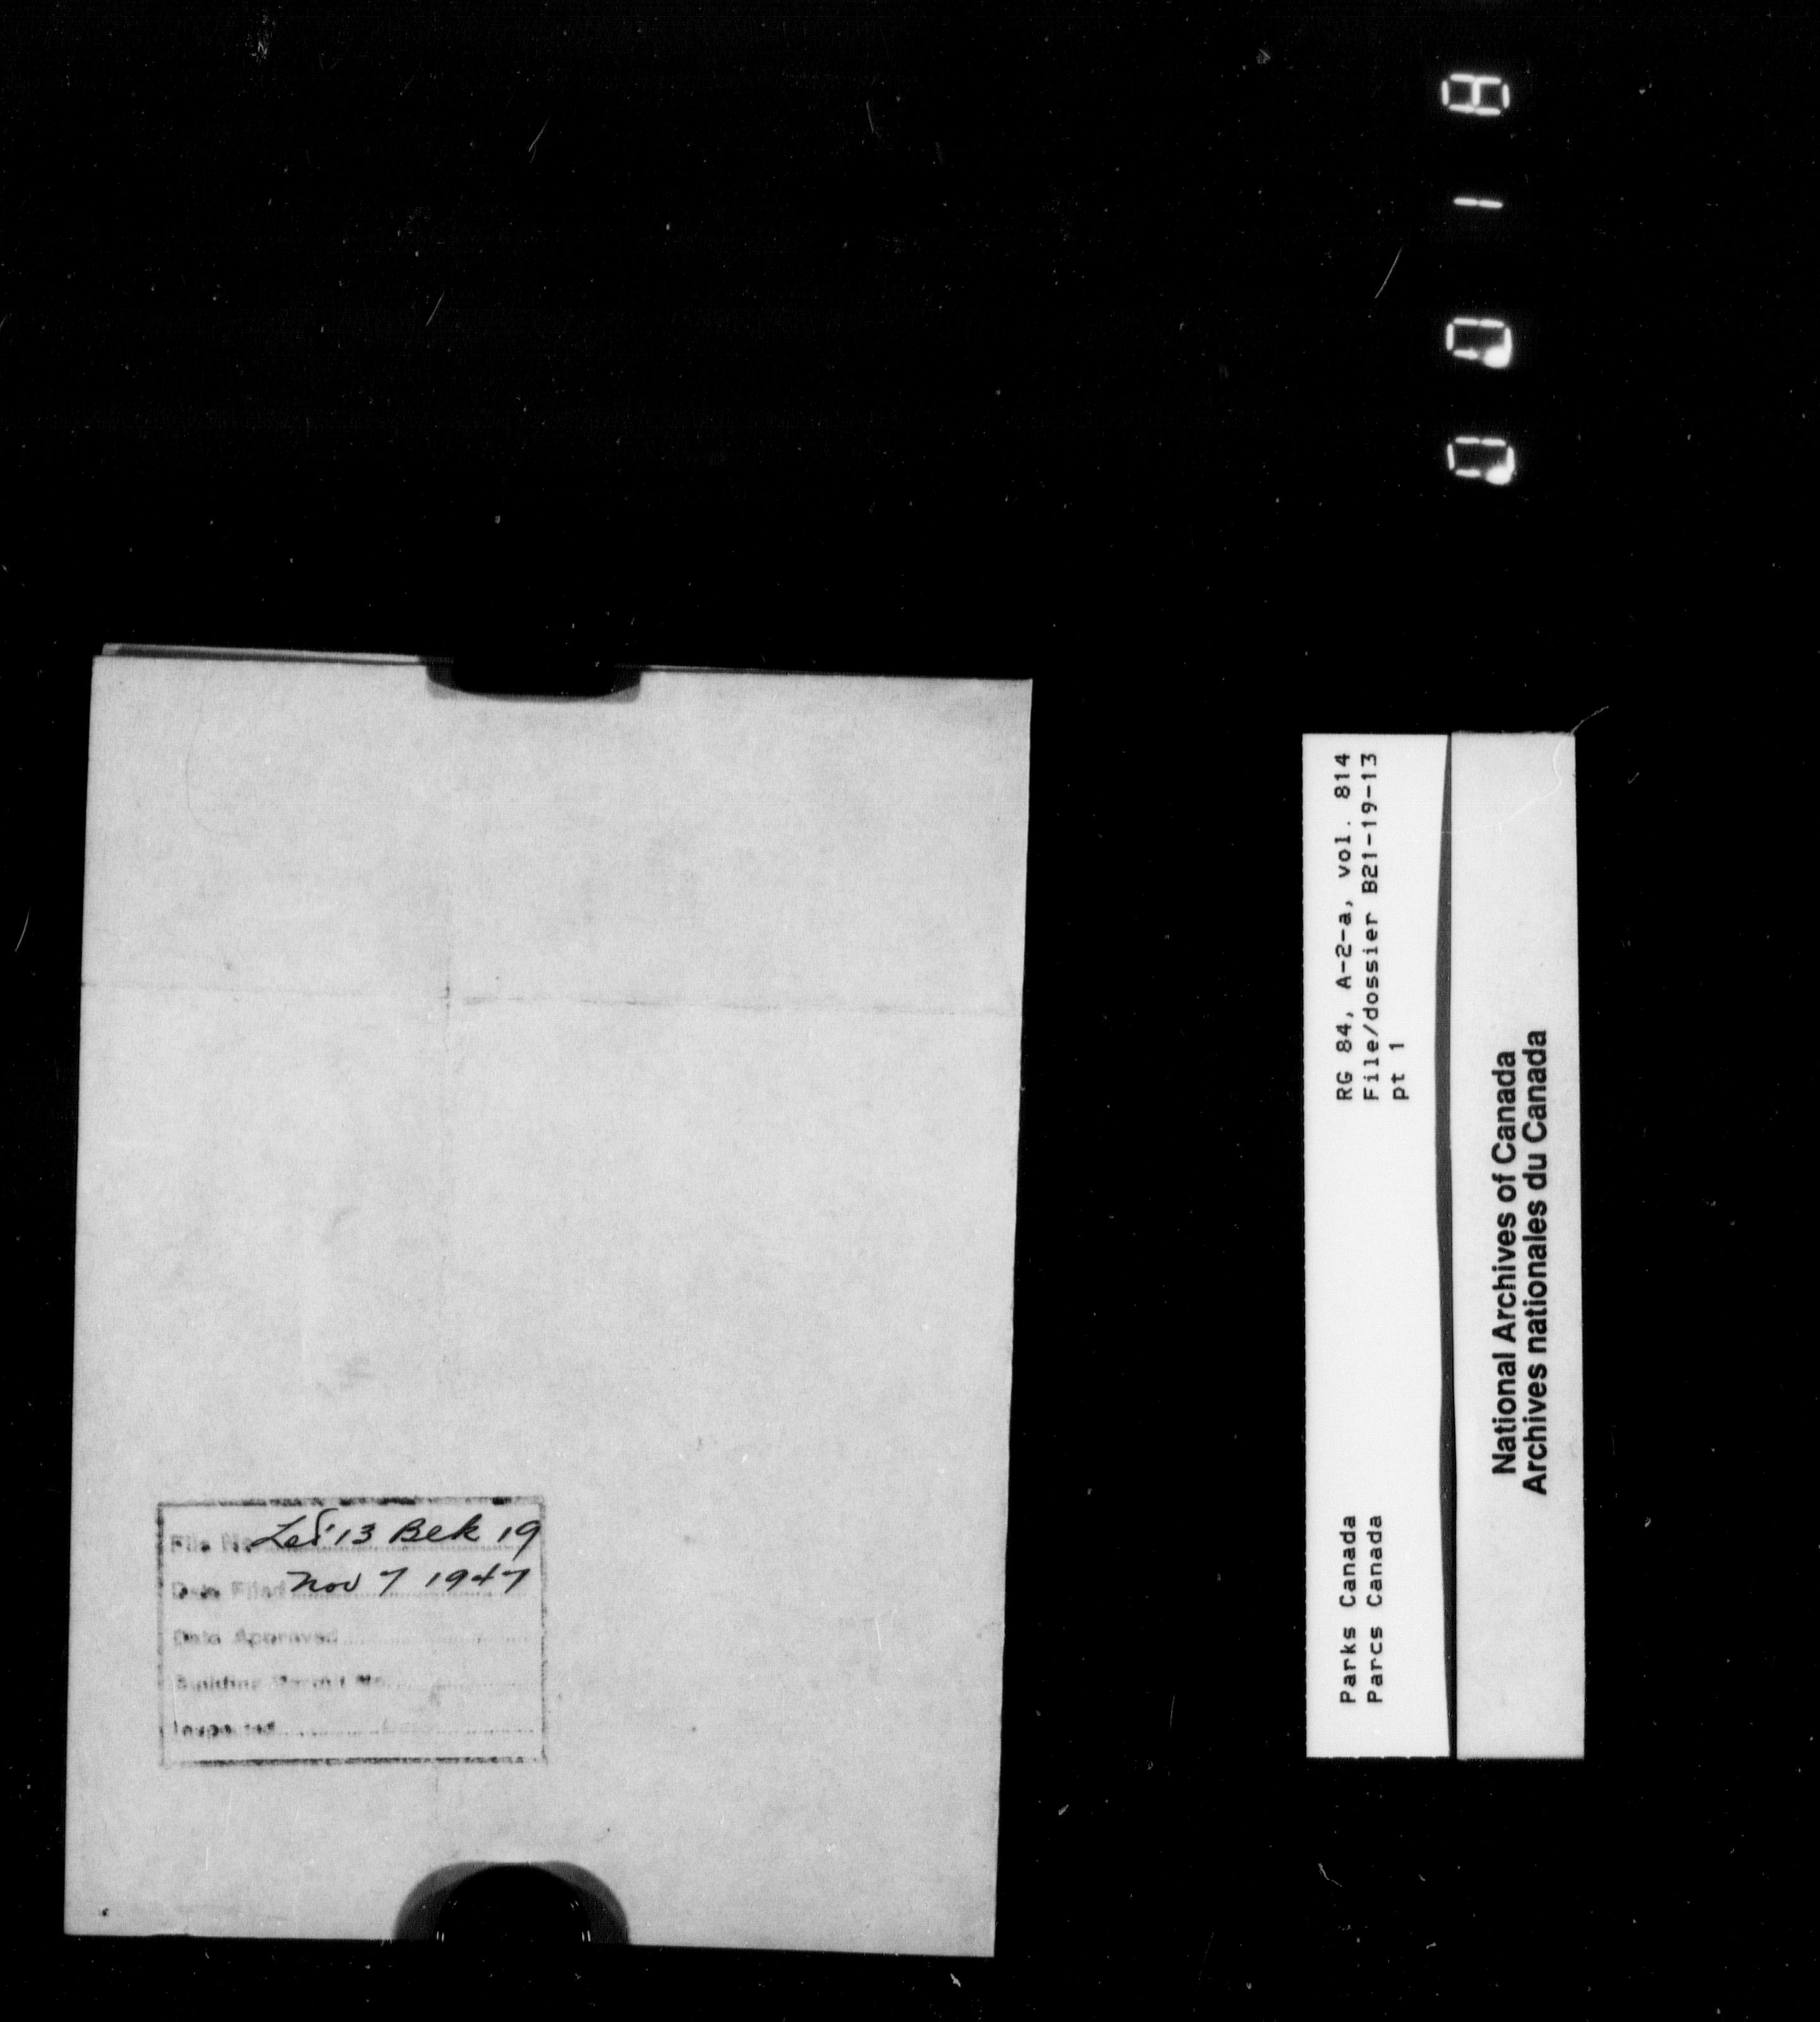 File No. Lot 13 Blk 19
Date Filed Nov 7 1947
Date Approved
Building Permit No.
Inspected Date
RG 84, A-2-a, vol. 814
File/dossier B21-19-13
pt 1
Parks Canada
Parcs Canada
National Archives of Canada
Archives nationales du Canada